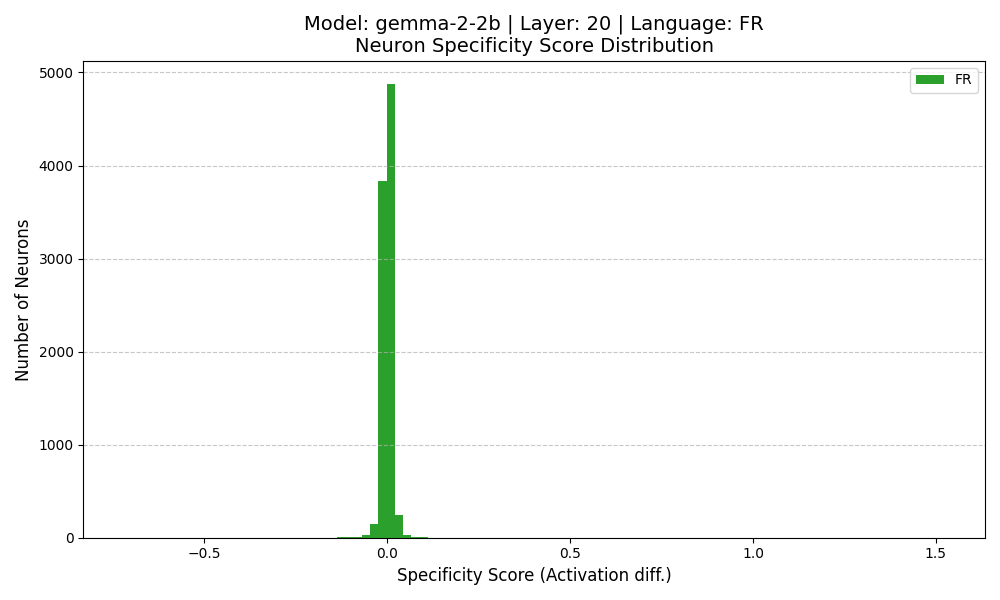 Model: gemma-2-2b | Layer: 20 | Language: FR
Neuron Specificity Score Distribution
FR
5000
4000
3000
2000
1000
0
Number of Neurons
−0.5
0.0
0.5
1.0
1.5
Specificity Score (Activation diff.)